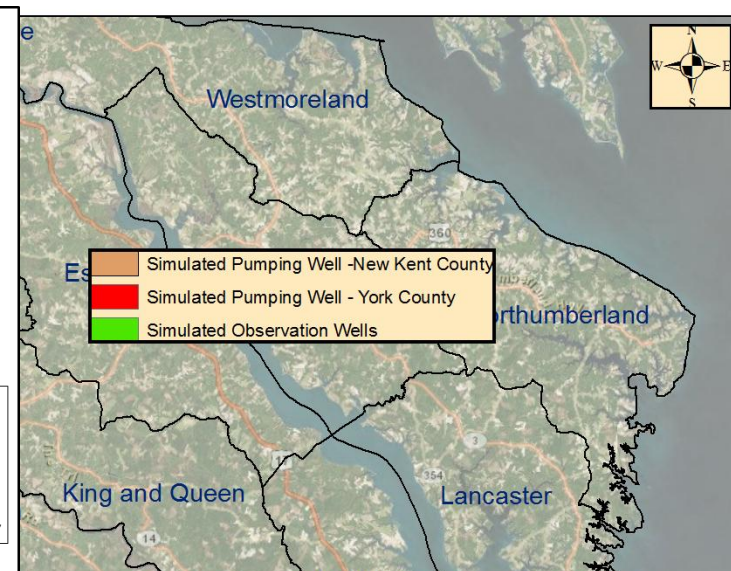 e
N
W E
S
Westmoreland
360
Simulated Pumping Well -New Kent County
Es
Simulated Pumping Well - York County
orthumberland
Simulated Observation Wells
3
354
King and Queen
Lancaster
14